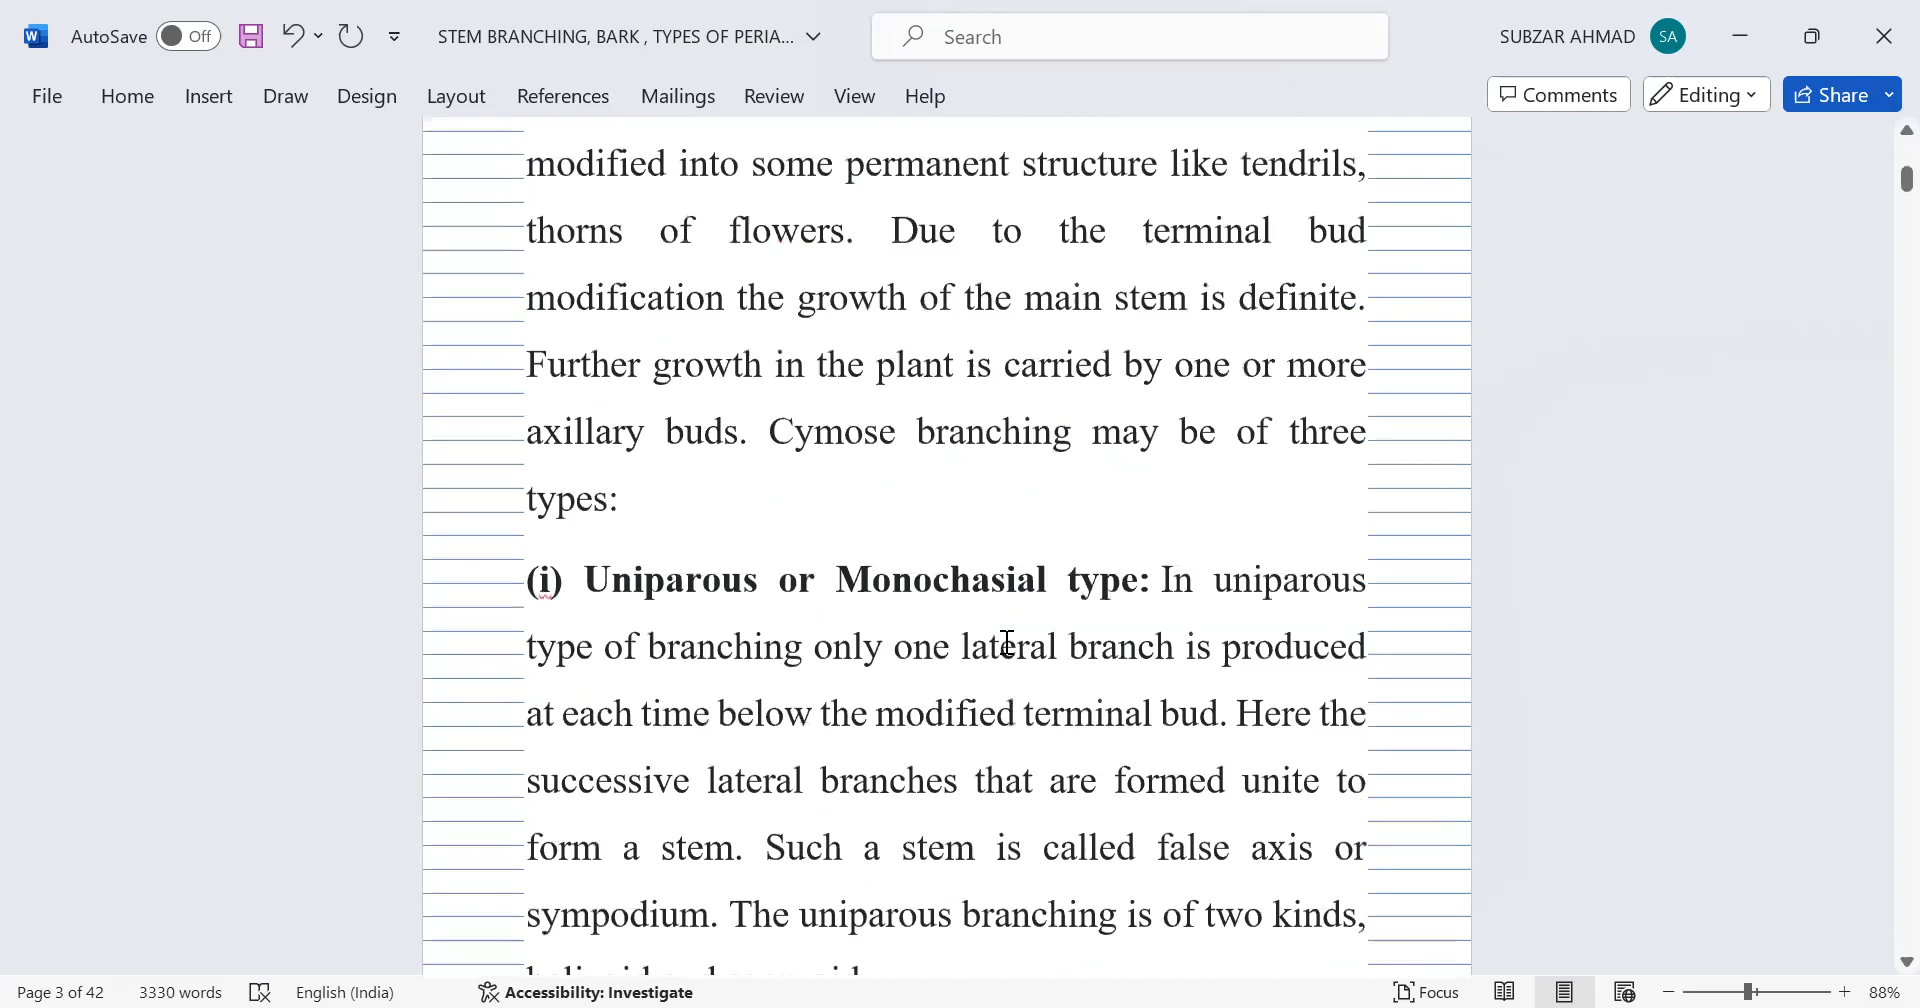 AutoSave Off STEM BRANCHING, BARK , TYPES OF PERIA... Search SUBZAR AHMAD SA
File Home Insert Draw Design Layout References Mailings Review View Help Comments Editing Share
modified into some permanent structure like tendrils,
thorns of flowers. Due to the terminal bud
modification the growth of the main stem is definite.
Further growth in the plant is carried by one or more
axillary buds. Cymose branching may be of three
types:
(i) Uniparous or Monochasial type: In uniparous
type of branching only one lateral branch is produced
at each time below the modified terminal bud. Here the
successive lateral branches that are formed unite to
form a stem. Such a stem is called false axis or
sympodium. The uniparous branching is of two kinds,
Page 3 of 42 3330 words English (India) Accessibility: Investigate Focus 88%